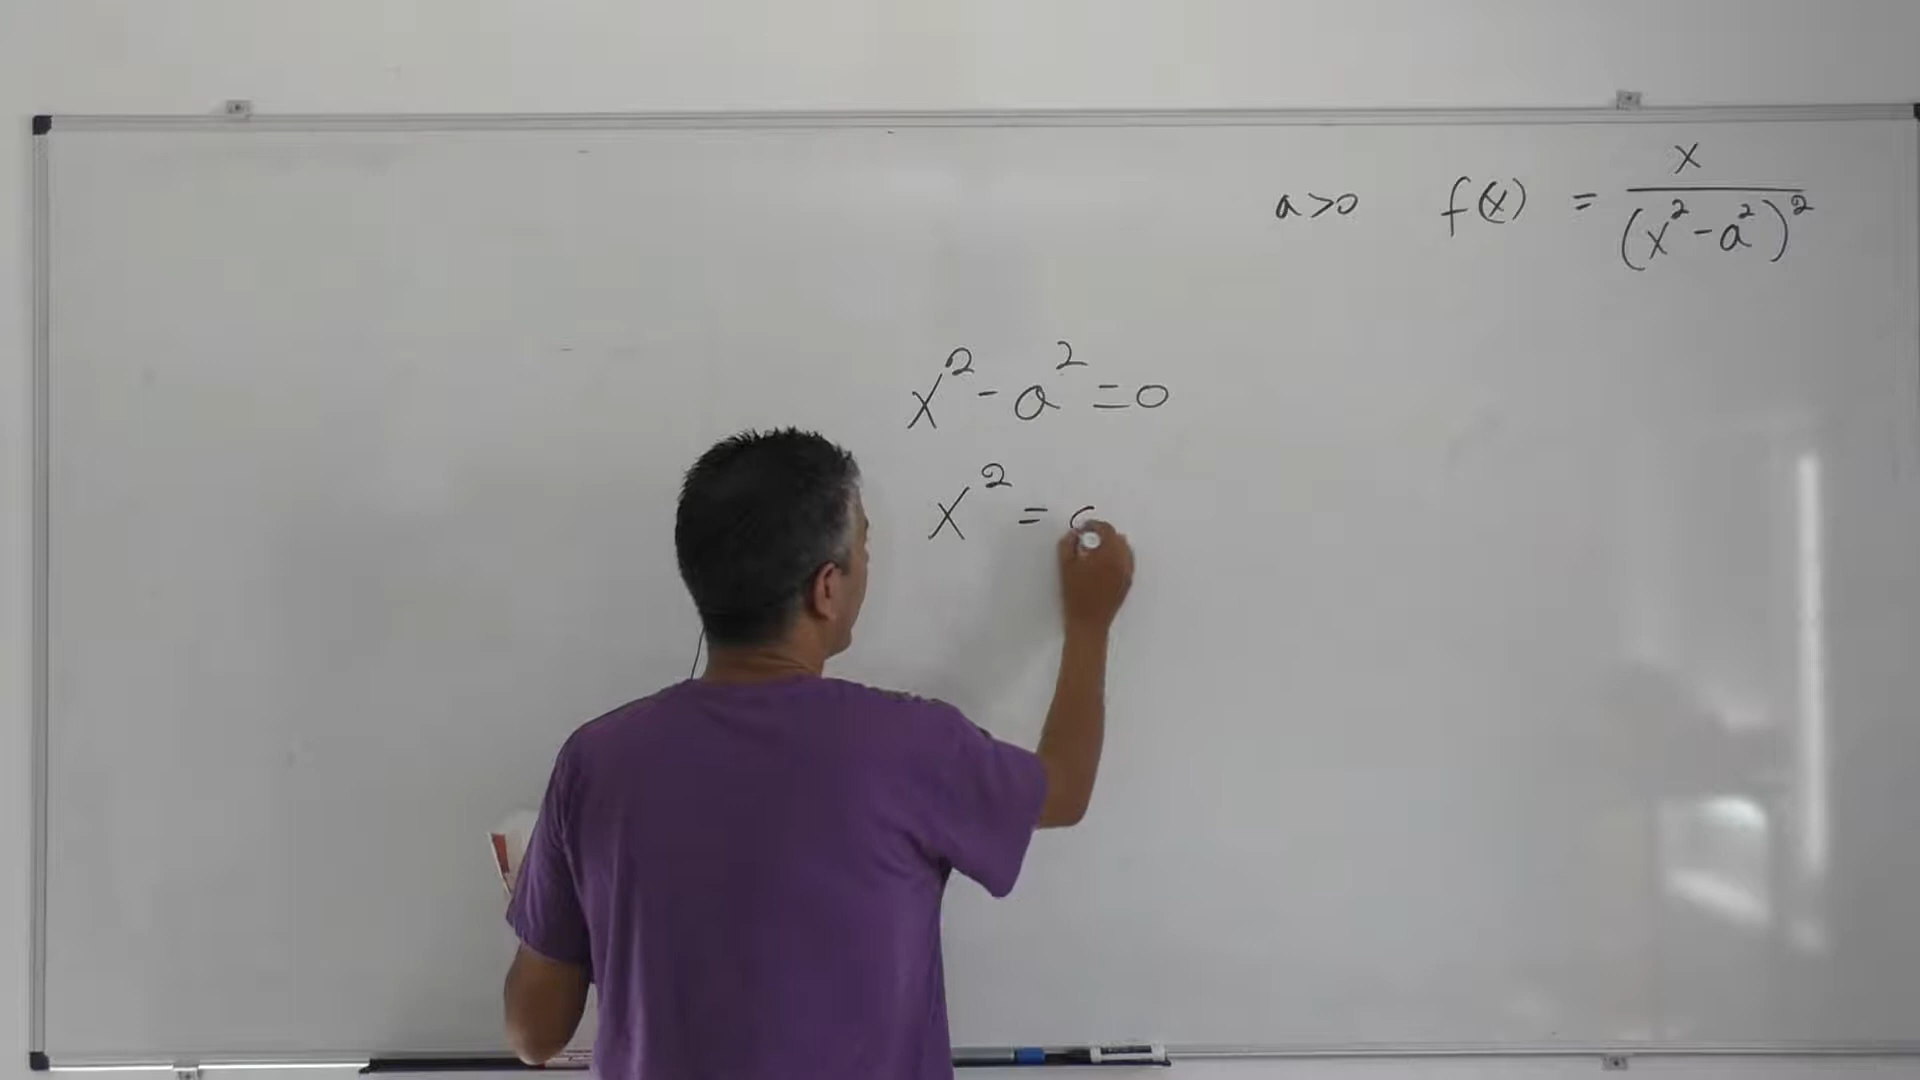 a>0 f(x) = x / (x² - a²)²
x² - a² = 0
x² =